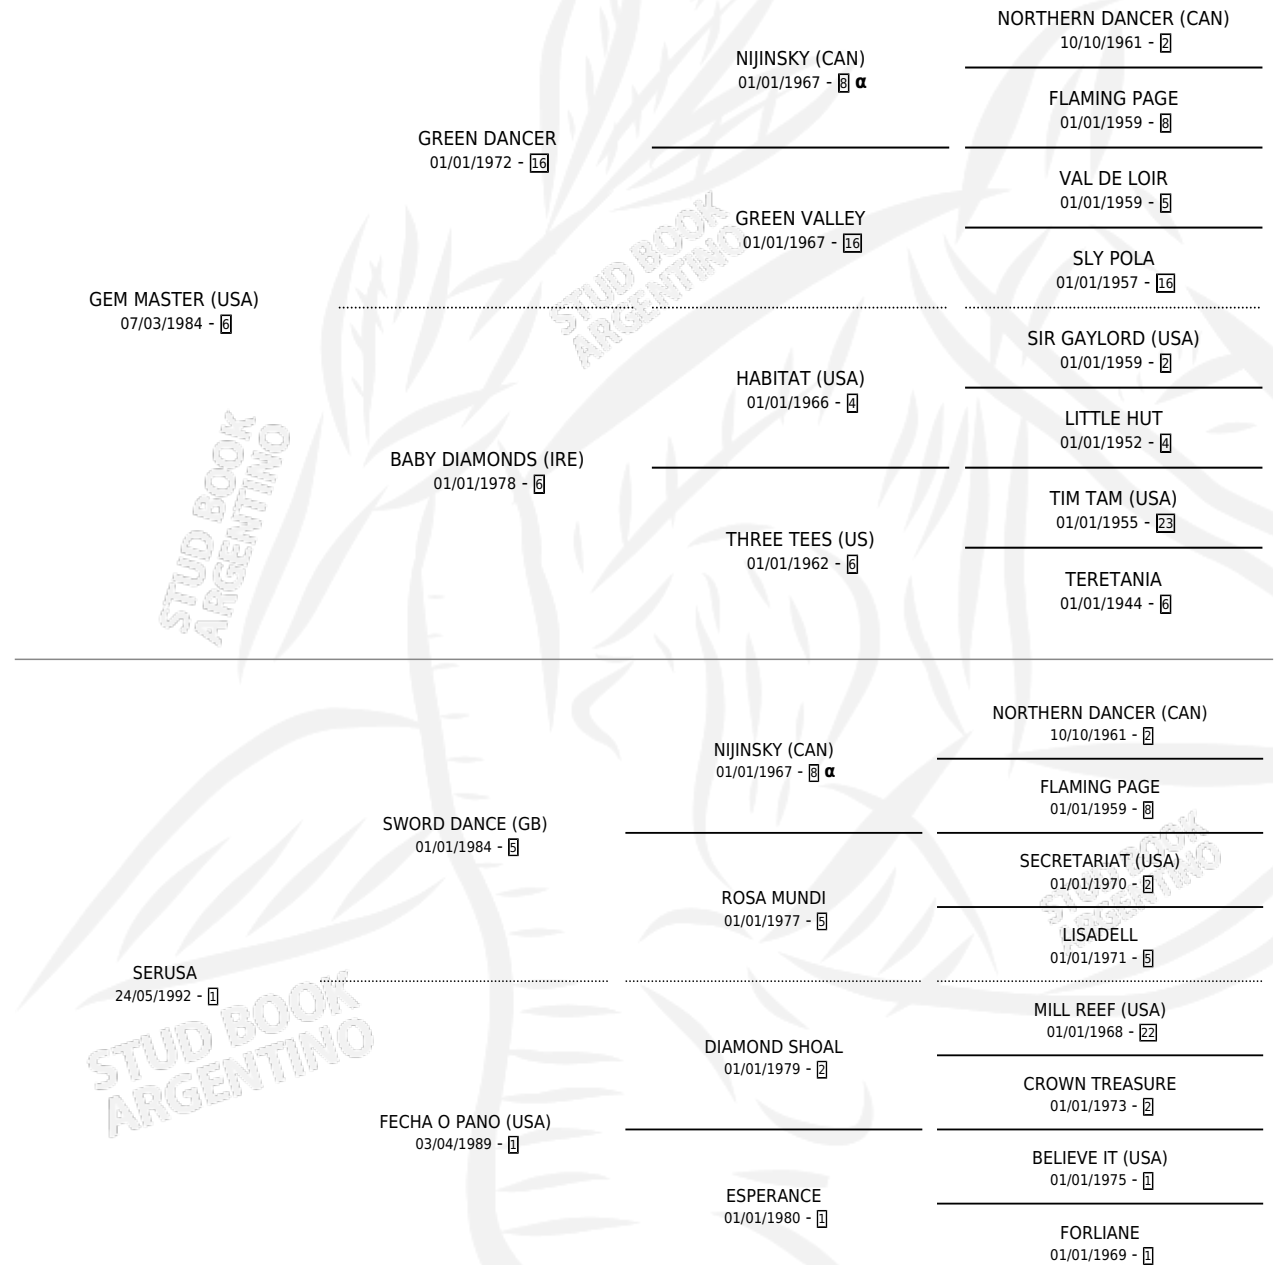 NORTHERN DANCER (CAN)
10/10/1961 - 2
NIJINSKY (CAN)
01/01/1967 - 8 α
FLAMING PAGE
01/01/1959 - 8
GREEN DANCER
01/01/1972 - 16
VAL DE LOIR
01/01/1959 - 5
GREEN VALLEY
01/01/1967 - 16
SLY POLA
01/01/1957 - 16
GEM MASTER (USA)
07/03/1984 - 6
SIR GAYLORD (USA)
01/01/1959 - 2
HABITAT (USA)
01/01/1966 - 4
LITTLE HUT
01/01/1952 - 4
BABY DIAMONDS (IRE)
01/01/1978 - 6
TIM TAM (USA)
01/01/1955 - 23
THREE TEES (US)
01/01/1962 - 6
TERETANIA
01/01/1944 - 6
STUD BOOK
ARGENTINO
STUD BOOK
ARGENTINO
NORTHERN DANCER (CAN)
10/10/1961 - 2
NIJINSKY (CAN)
01/01/1967 - 8 α
FLAMING PAGE
01/01/1959 - 8
SWORD DANCE (GB)
01/01/1984 - 5
SECRETARIAT (USA)
01/01/1970 - 2
ROSA MUNDI
01/01/1977 - 5
LISADELL
01/01/1971 - 5
SERUSA
24/05/1992 - 1
MILL REEF (USA)
01/01/1968 - 22
DIAMOND SHOAL
01/01/1979 - 2
CROWN TREASURE
01/01/1973 - 2
FECHA O PANO (USA)
03/04/1989 - 1
BELIEVE IT (USA)
01/01/1975 - 1
ESPERANCE
01/01/1980 - 1
FORLIANE
01/01/1969 - 1
STUD BOOK
ARGENTINO
STUD BOOK
ARGENTINO